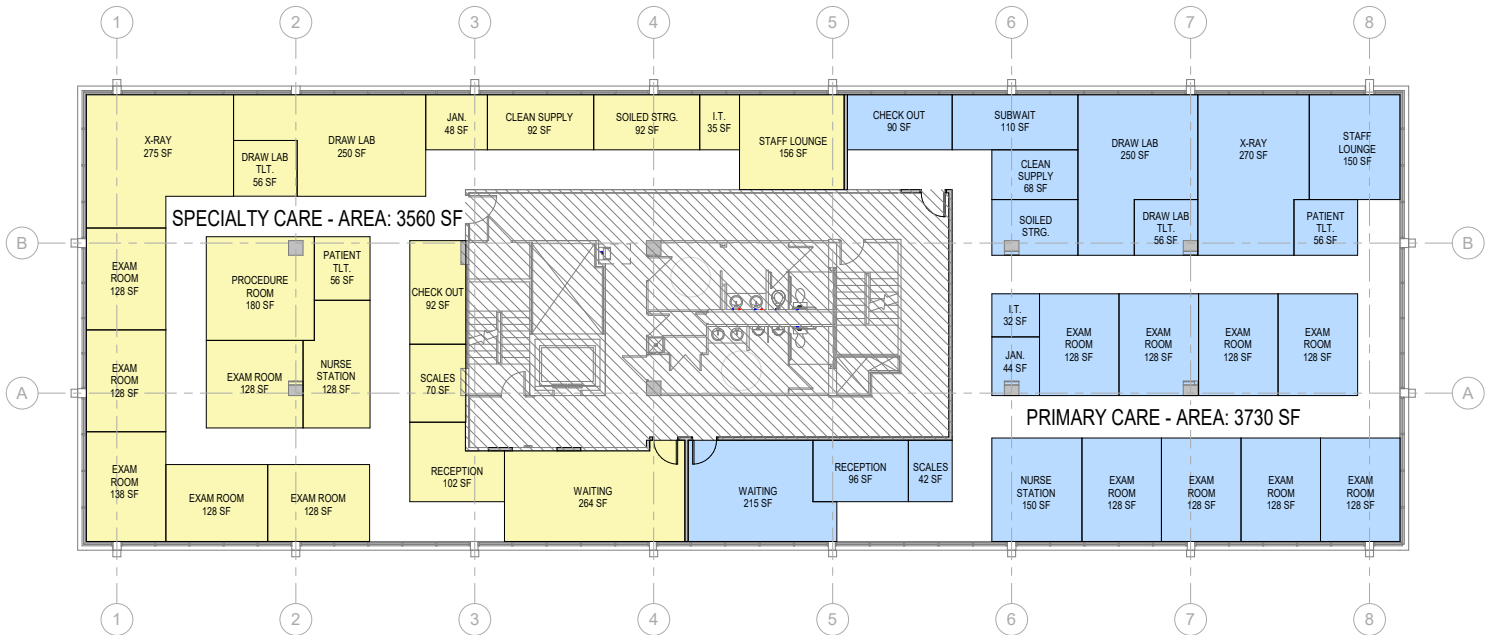 1 2 3 4 5 6 7 8
X-RAY
275 SF
DRAW LAB
250 SF
DRAW LAB
TLT.
56 SF
JAN.
48 SF
CLEAN SUPPLY
92 SF
SOILED STRG.
92 SF
I.T.
35 SF
STAFF LOUNGE
156 SF
CHECK OUT
90 SF
SUBWAIT
110 SF
CLEAN
SUPPLY
68 SF
SOILED
STRG.
DRAW LAB
250 SF
DRAW LAB
TLT.
56 SF
X-RAY
270 SF
STAFF
LOUNGE
150 SF
PATIENT
TLT.
56 SF
SPECIALTY CARE - AREA: 3560 SF
B
B
EXAM
ROOM
128 SF
PROCEDURE
ROOM
180 SF
PATIENT
TLT.
56 SF
CHECK OUT
92 SF
I.T.
32 SF
JAN.
44 SF
EXAM
ROOM
128 SF
EXAM
ROOM
128 SF
EXAM
ROOM
128 SF
EXAM
ROOM
128 SF
EXAM
ROOM
128 SF
EXAM ROOM
128 SF
NURSE
STATION
128 SF
SCALES
70 SF
A
A
PRIMARY CARE - AREA: 3730 SF
EXAM
ROOM
138 SF
EXAM ROOM
128 SF
EXAM ROOM
128 SF
RECEPTION
102 SF
WAITING
264 SF
WAITING
215 SF
RECEPTION
96 SF
SCALES
42 SF
NURSE
STATION
150 SF
EXAM
ROOM
128 SF
EXAM
ROOM
128 SF
EXAM
ROOM
128 SF
EXAM
ROOM
128 SF
1 2 3 4 5 6 7 8